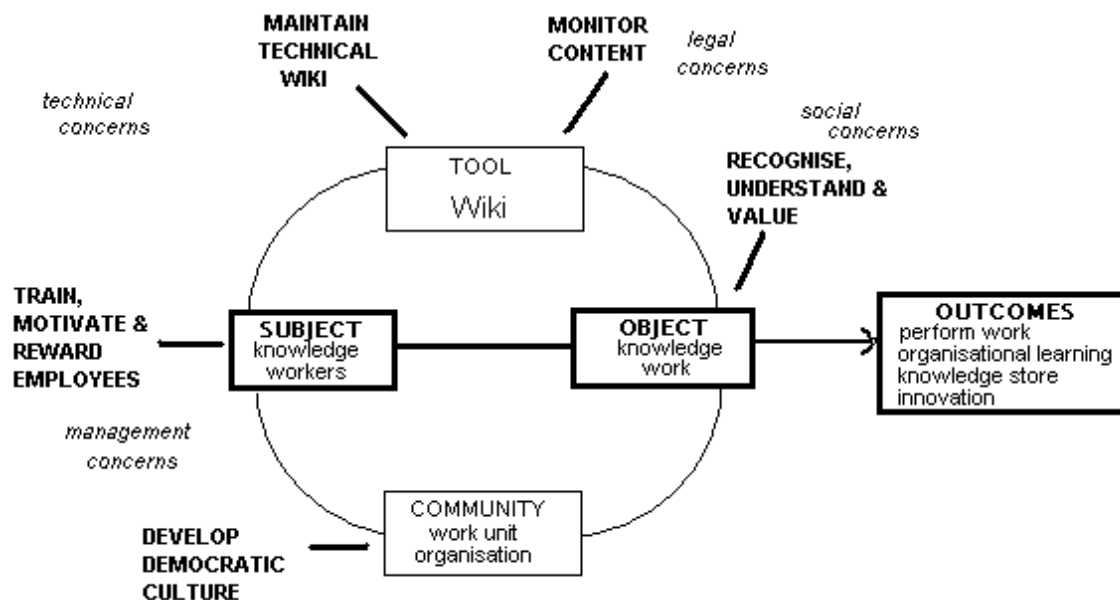 MAINTAIN
TECHNICAL
WIKI
MONITOR
CONTENT
legal
concerns
technical
concerns
social
concerns
TOOL
Wiki
RECOGNISE,
UNDERSTAND &
VALUE
TRAIN,
MOTIVATE &
REWARD
EMPLOYEES
SUBJECT
knowledge
workers
OBJECT
knowledge
work
OUTCOMES
perform work
organisational learning
knowledge store
innovation
management
concerns
COMMUNITY
work unit
organisation
DEVELOP
DEMOCRATIC
CULTURE